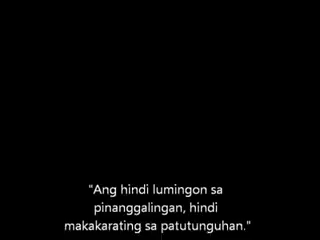 "Ang hindi lumingon sa
pinanggalingan, hindi
makakarating sa patutunguhan."